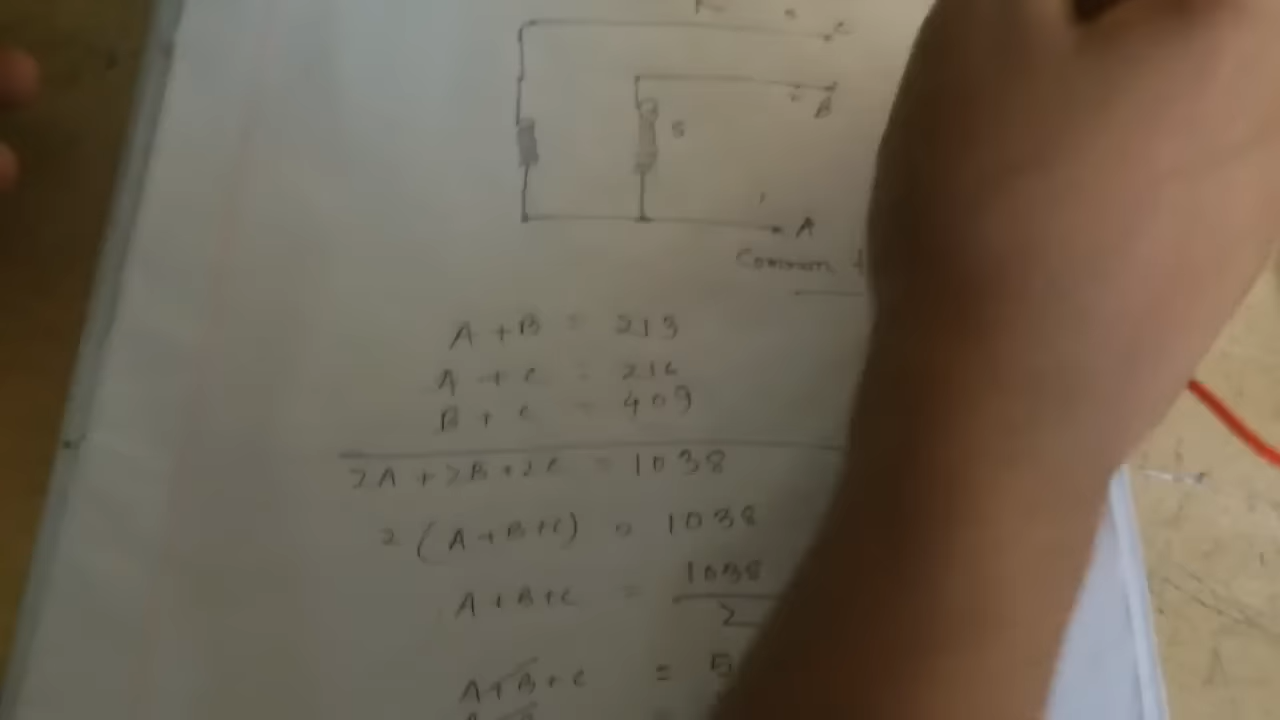 C
B
S
A
Common
A + B = 213
A + C = 216
B + C = 409
2A + 2B + 2C = 1038
2 (A+B+C) = 1038
A+B+C = 1038
2
A+B+C = 5